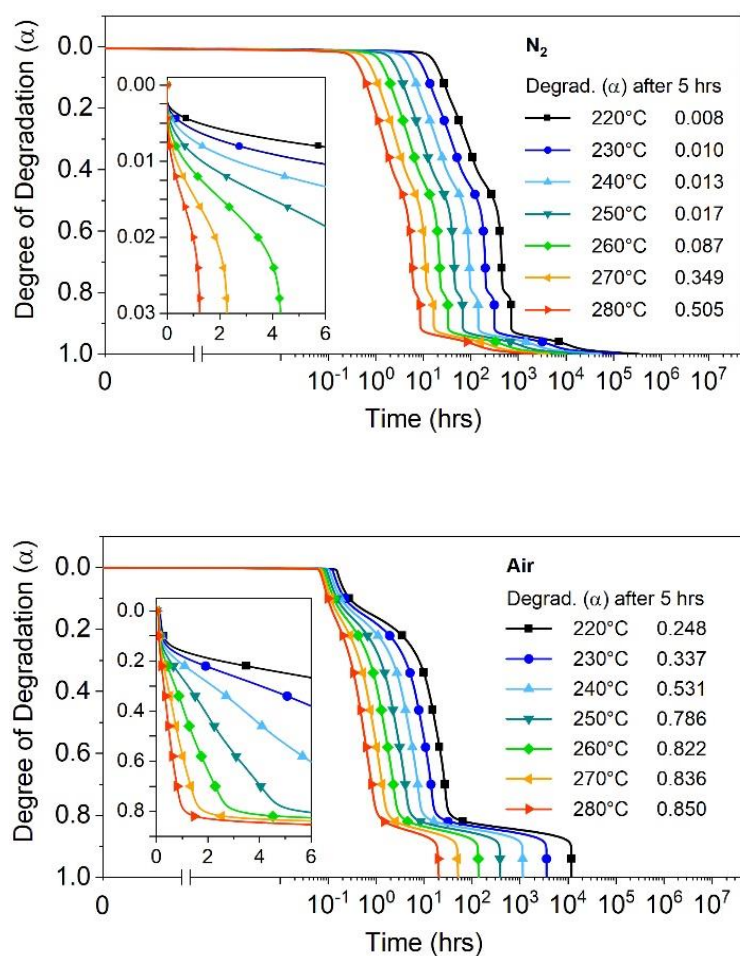 N₂
Degrad. (α) after 5 hrs
220°C 0.008
230°C 0.010
240°C 0.013
250°C 0.017
260°C 0.087
270°C 0.349
280°C 0.505
Degree of Degradation (α)
0.0
0.2
0.4
0.6
0.8
1.0
0.00
0.01
0.02
0.03
0 2 4 6
0 10⁻¹ 10⁰ 10¹ 10² 10³ 10⁴ 10⁵ 10⁶ 10⁷
Time (hrs)
Air
Degrad. (α) after 5 hrs
220°C 0.248
230°C 0.337
240°C 0.531
250°C 0.786
260°C 0.822
270°C 0.836
280°C 0.850
Degree of Degradation (α)
0.0
0.2
0.4
0.6
0.8
1.0
0.0
0.2
0.4
0.6
0.8
0 2 4 6
0 10⁻¹ 10⁰ 10¹ 10² 10³ 10⁴ 10⁵ 10⁶ 10⁷
Time (hrs)